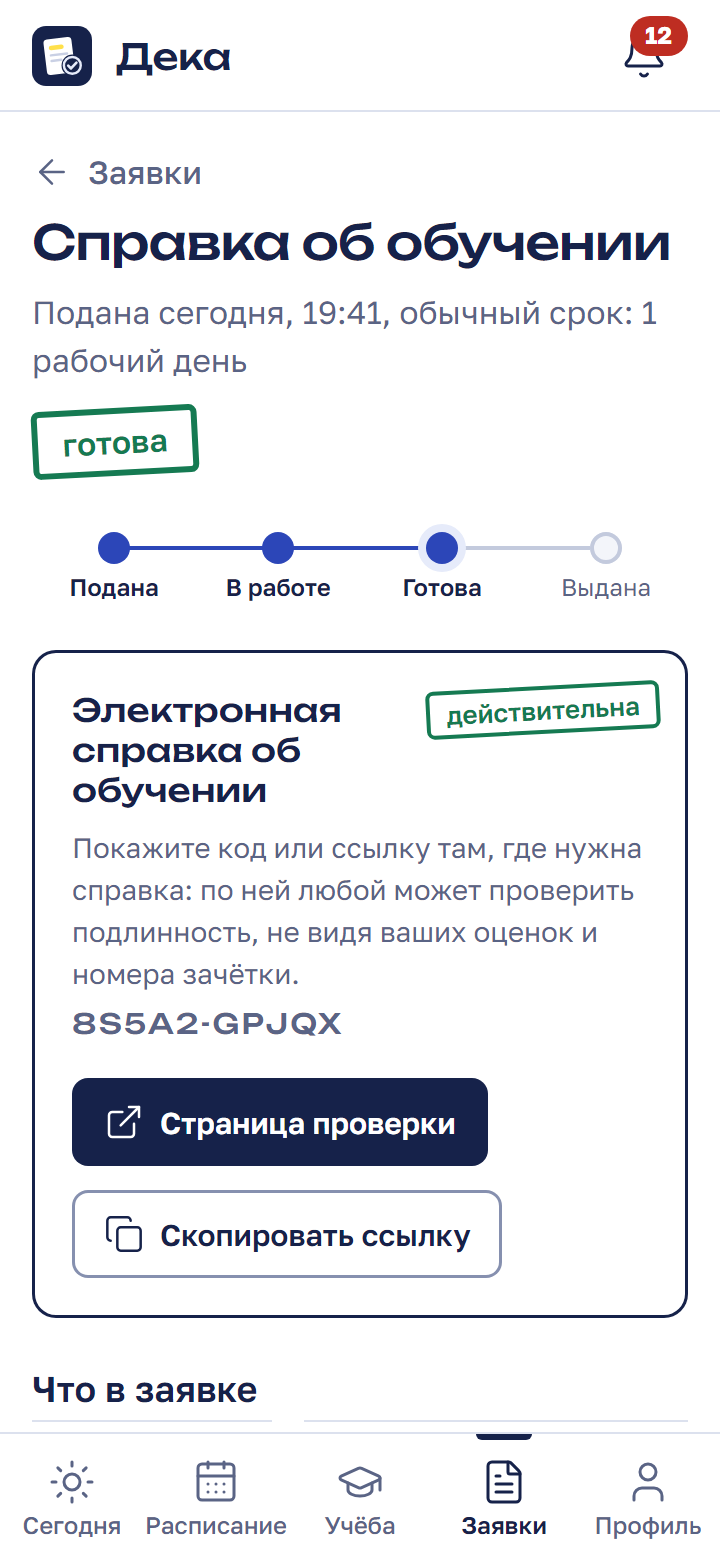 Дека
12
Заявки
Справка об обучении
Подана сегодня, 19:41, обычный срок: 1
рабочий день
готова
Подана
В работе
Готова
Выдана
Электронная
справка об
обучении
действительна
Покажите код или ссылку там, где нужна
справка: по ней любой может проверить
подлинность, не видя ваших оценок и
номера зачётки.
8S5A2-GPJQX
Страница проверки
Скопировать ссылку
Что в заявке
Сегодня
Расписание
Учёба
Заявки
Профиль